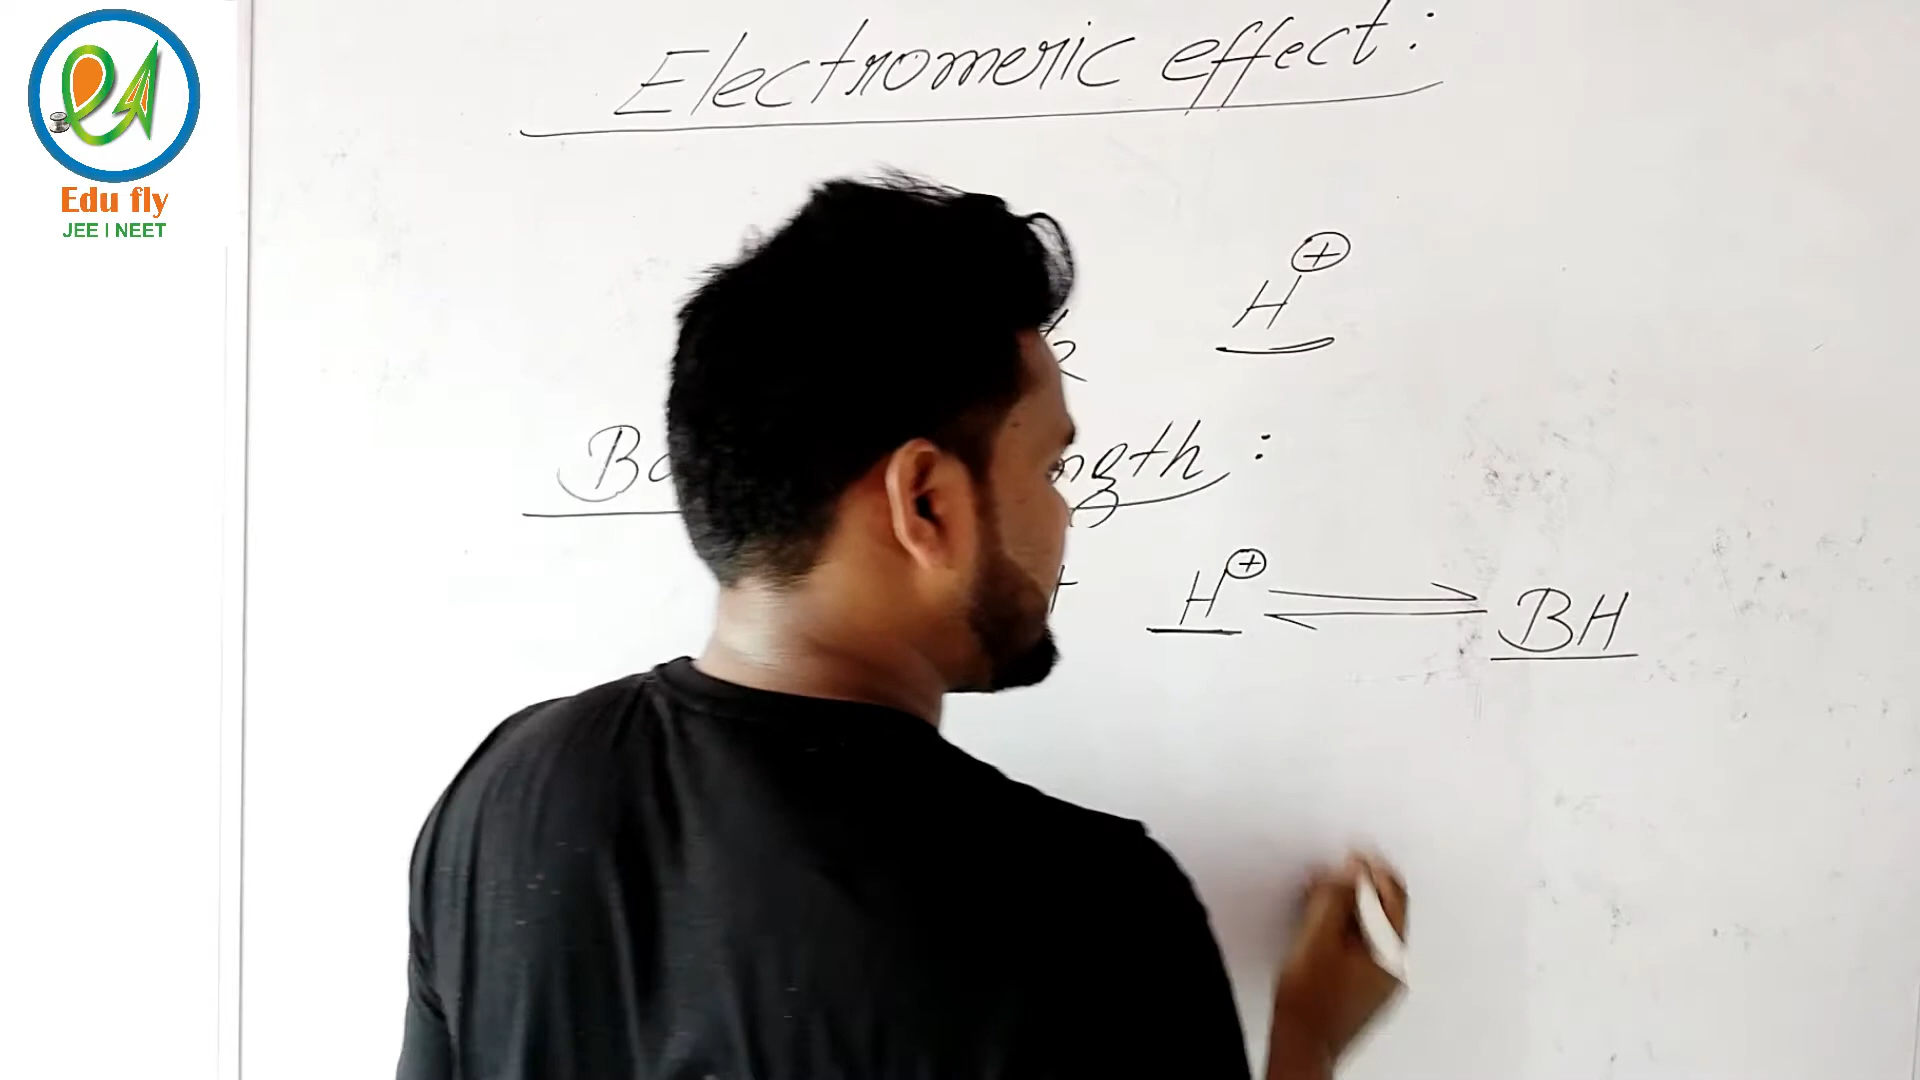 Electromeric effect:
H⊕
ngth:
+ H⊕ ⇌ BH
Edu fly
JEE | NEET